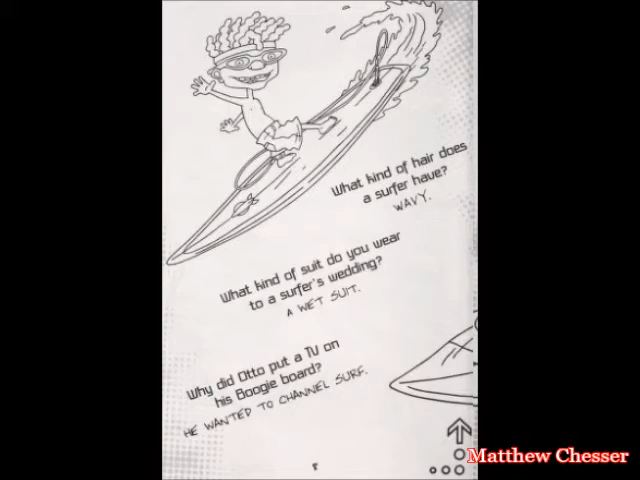 What kind of hair does
a surfer have?
WAVY.
What kind of suit do you wear
to a surfer's wedding?
A WET SUIT.
Why did Otto put a TV on
his Boogie board?
HE WANTED TO CHANNEL SURF.
Matthew Chesser